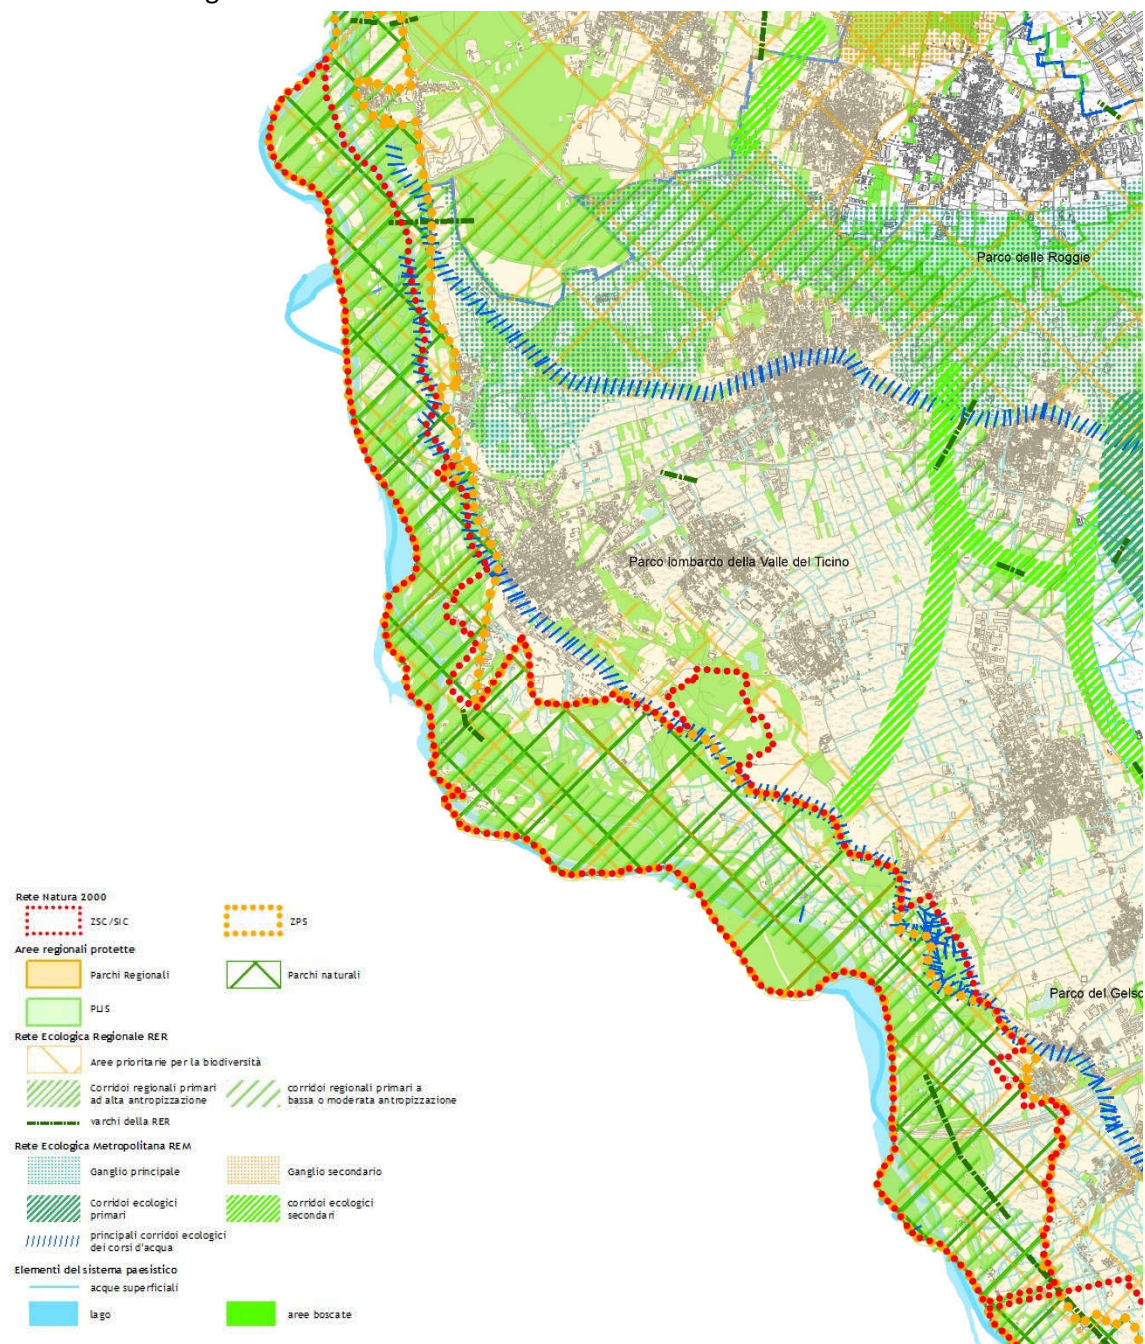 Parco delle Roggie
Parco lombardo della Valle del Ticino
Parco del Gelso
Rete Natura 2000
ZSC/SIC
ZPS
Aree regionali protette
Parchi Regionali
Parchi naturali
PLIS
Rete Ecologica Regionale RER
Aree prioritarie per la biodiversità
Corridoi regionali primari
ad alta antropizzazione
corridoi regionali primari a
bassa o moderata antropizzazione
varchi della RER
Rete Ecologica Metropolitana REM
Ganglio principale
Ganglio secondario
Corridoi ecologici
primari
corridoi ecologici
secondari
principali corridoi ecologici
dei corsi d'acqua
Elementi del sistema paesistico
acque superficiali
lago
aree boscate